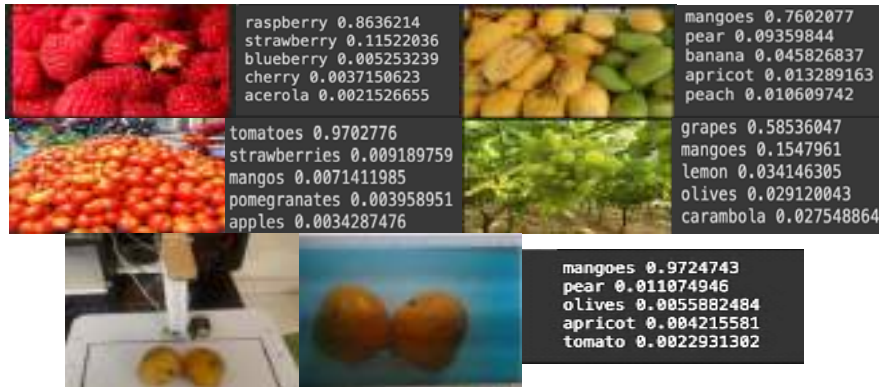 raspberry 0.8636214
strawberry 0.11522036
blueberry 0.005253239
cherry 0.0037150623
acerola 0.0021526655
mangoes 0.7602077
pear 0.09359844
banana 0.045826837
apricot 0.013289163
peach 0.010609742
tomatoes 0.9702776
strawberries 0.009189759
mangos 0.0071411985
pomegranates 0.003958951
apples 0.0034287476
grapes 0.58536047
mangoes 0.1547961
lemon 0.034146305
olives 0.029120043
carambola 0.027548864
mangoes 0.9724743
pear 0.011074946
olives 0.0055882484
apricot 0.004215581
tomato 0.0022931302